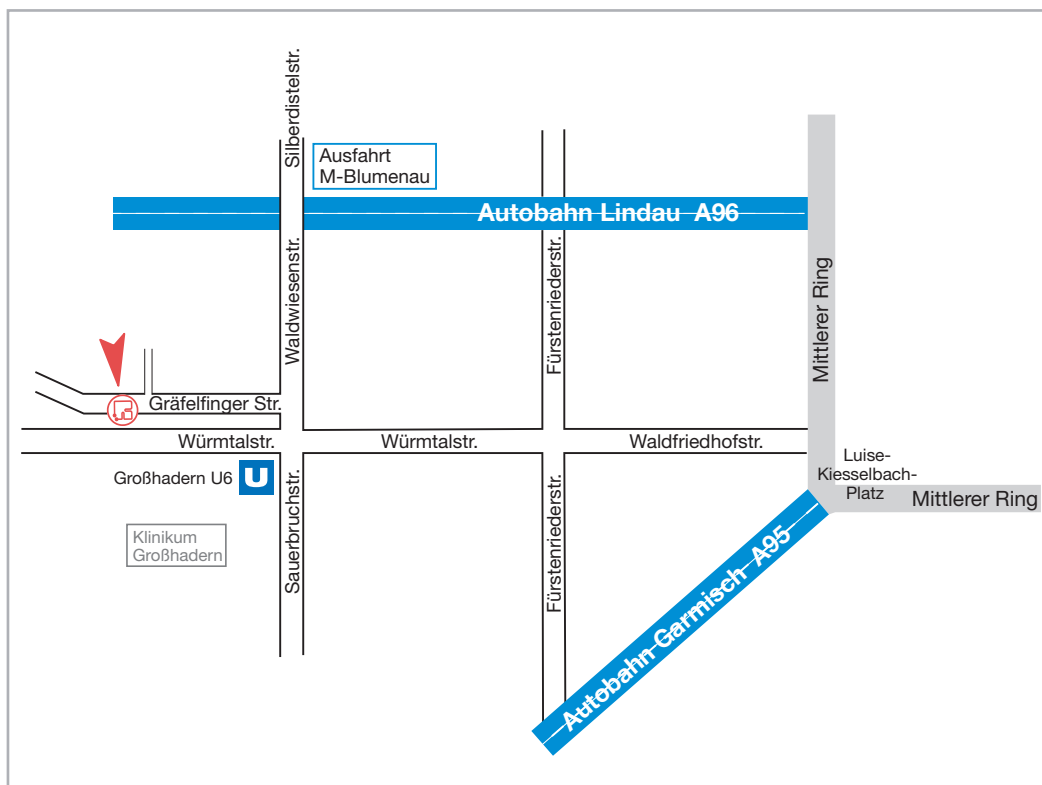 Silberdistelstr.
Ausfahrt
M-Blumenau
Autobahn Lindau A96
Waldwiesenstr.
Fürstenriederstr.
Mittlerer Ring
Gräfelfinger Str.
Würmtalstr.
Würmtalstr.
Waldfriedhofstr.
Luise-
Kiesselbach-
Platz
Mittlerer Ring
Großhadern U6
U
Klinikum
Großhadern
Sauerbruchstr.
Fürstenriederstr.
Autobahn Garmisch A95